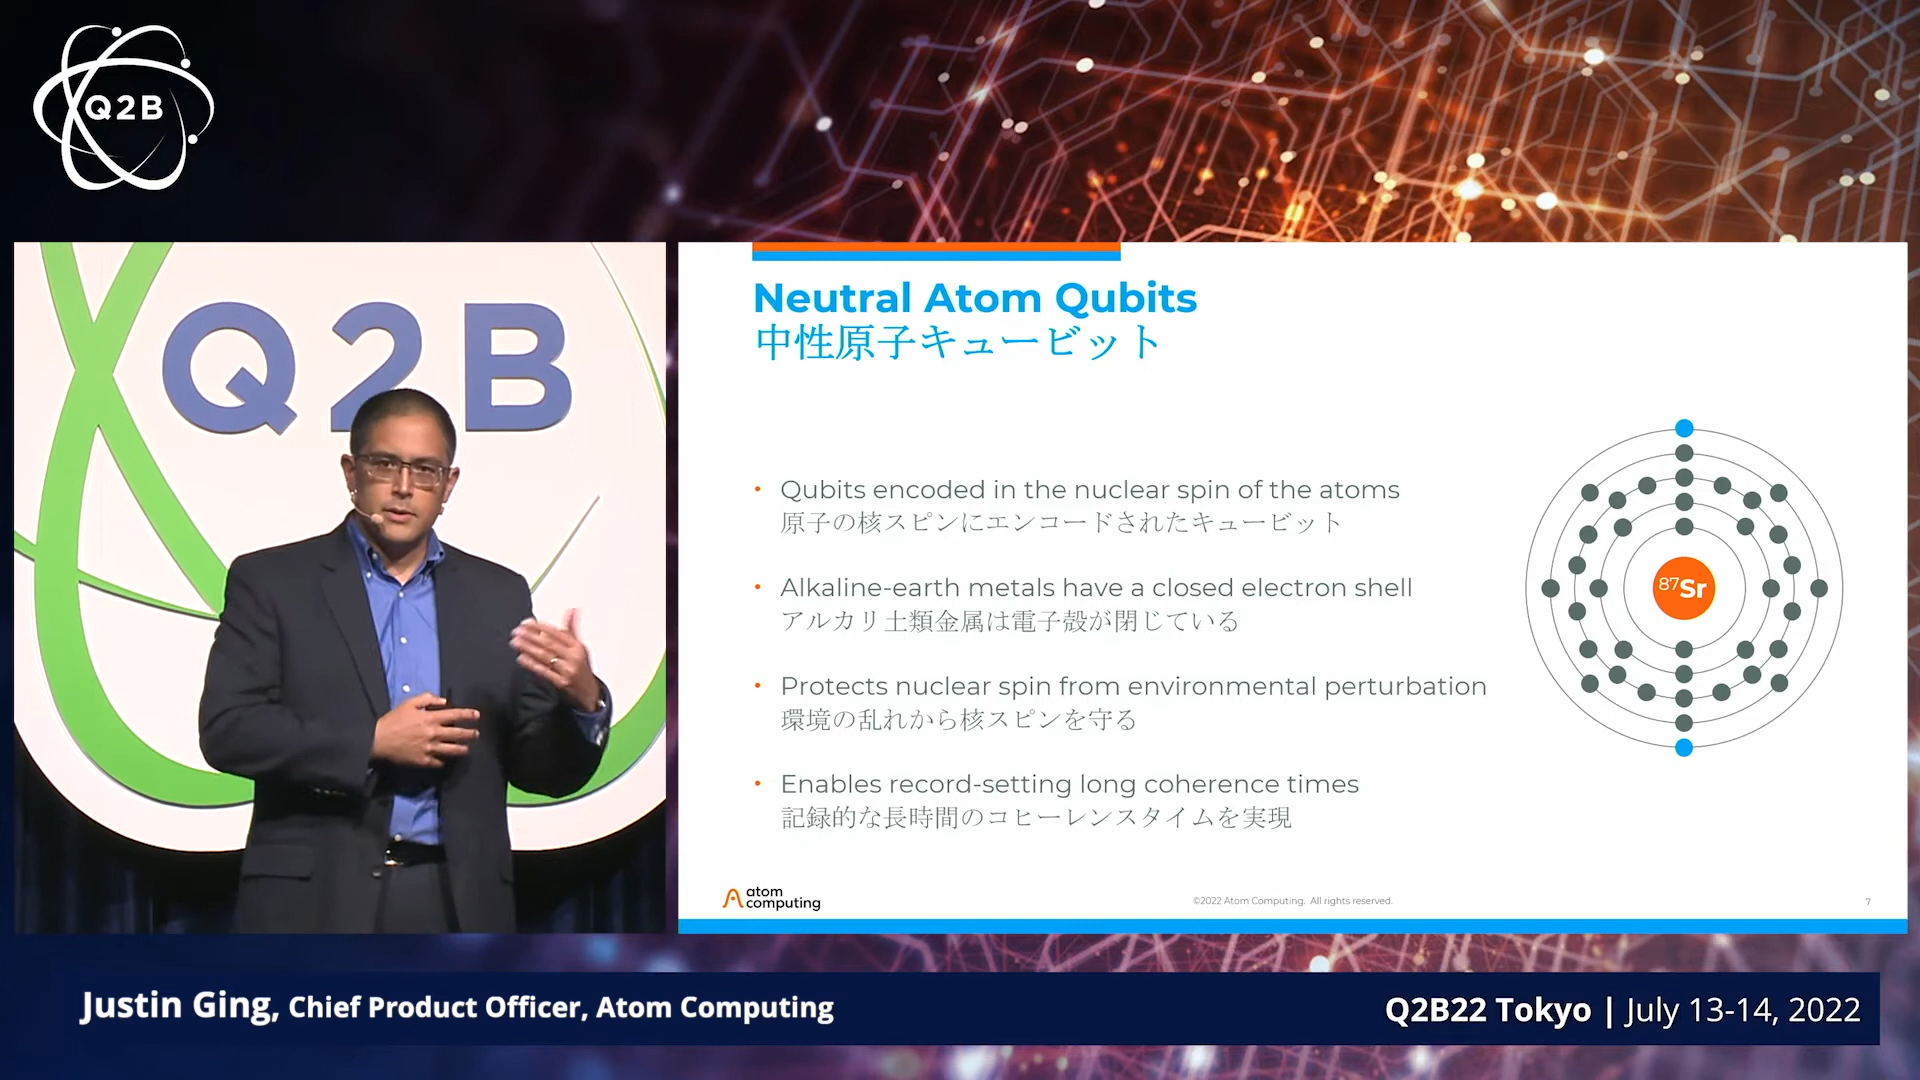 Q2B
Q2B
Neutral Atom Qubits
中性原子キュービット
• Qubits encoded in the nuclear spin of the atoms
原子の核スピンにエンコードされたキュービット
• Alkaline-earth metals have a closed electron shell
アルカリ土類金属は電子殻が閉じている
• Protects nuclear spin from environmental perturbation
環境の乱れから核スピンを守る
• Enables record-setting long coherence times
記録的な長時間のコヒーレンスタイムを実現
87Sr
atom
computing
©2022 Atom Computing. All rights reserved.
7
Justin Ging, Chief Product Officer, Atom Computing
Q2B22 Tokyo | July 13-14, 2022